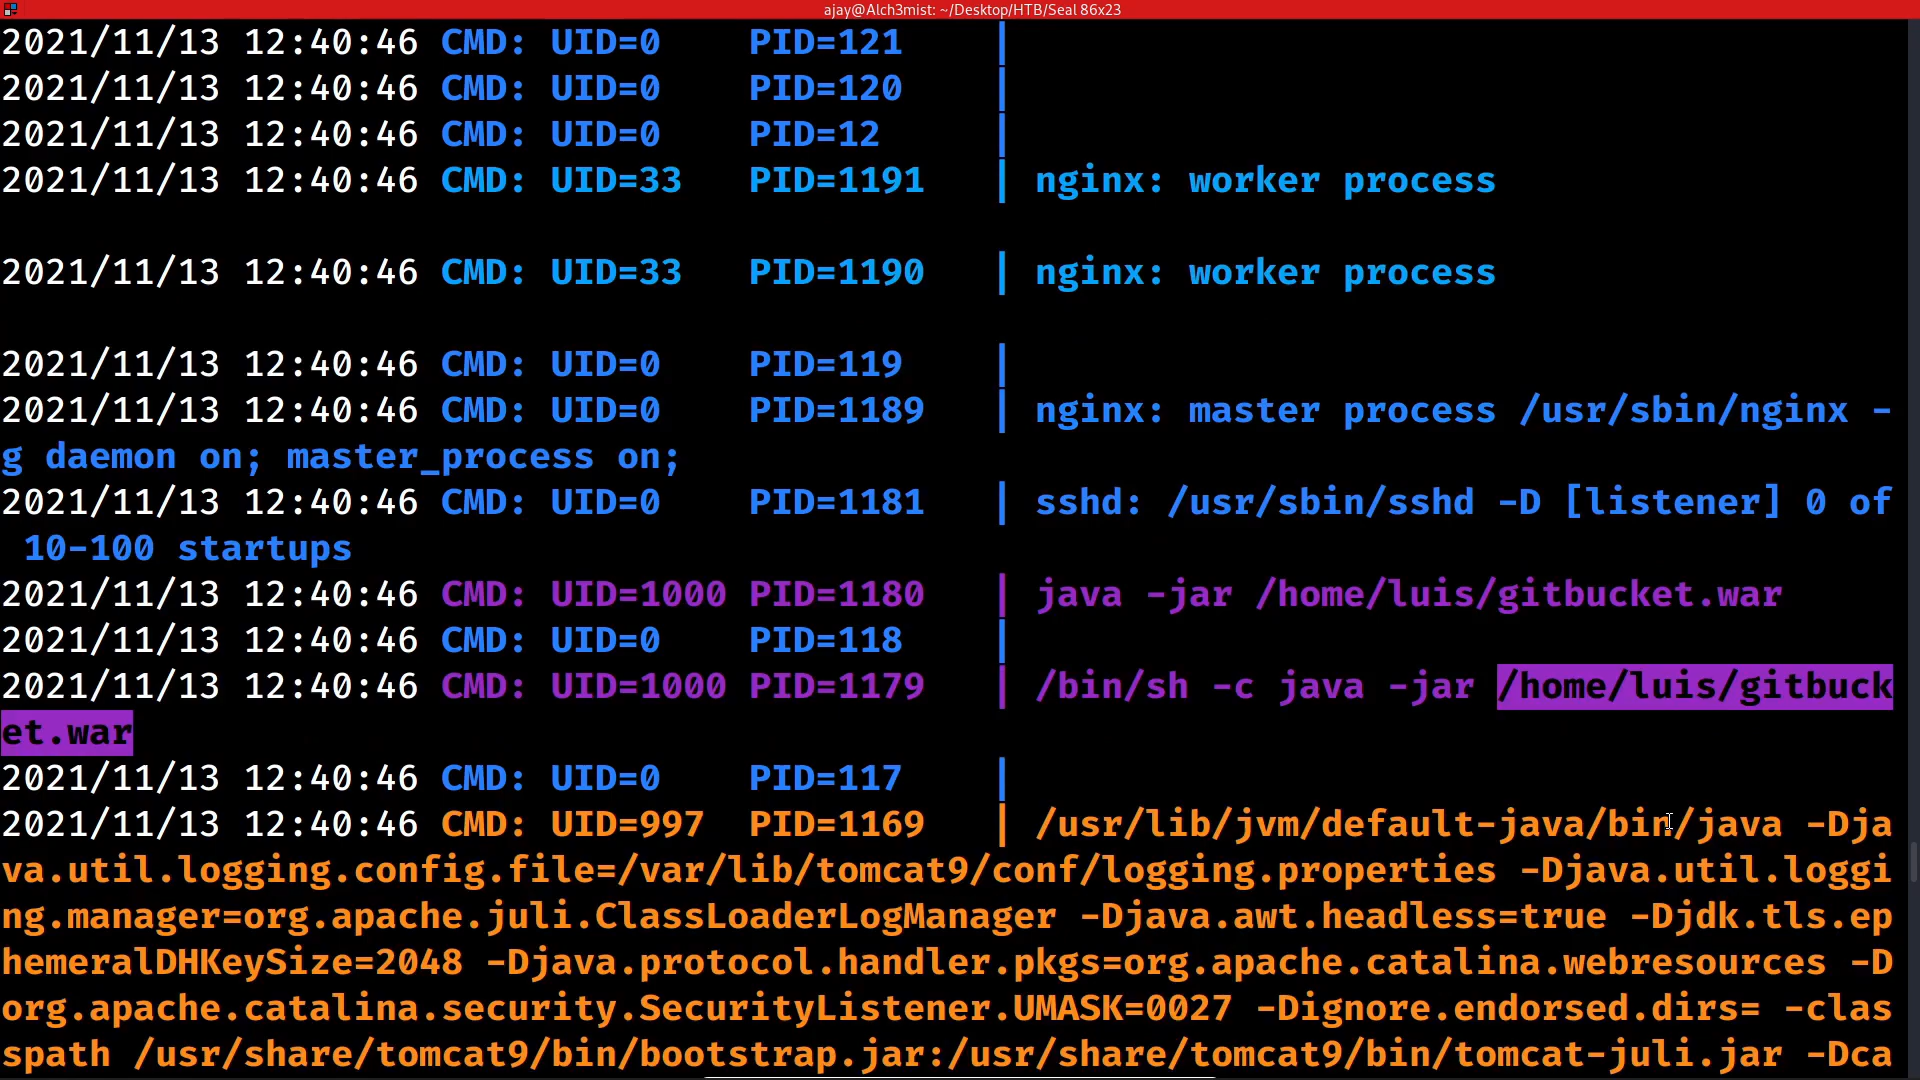 ajay@Alch3mist: ~/Desktop/HTB/Seal 86x23
2021/11/13 12:40:46 CMD: UID=0    PID=121    |
2021/11/13 12:40:46 CMD: UID=0    PID=120    |
2021/11/13 12:40:46 CMD: UID=0    PID=12     |
2021/11/13 12:40:46 CMD: UID=33   PID=1191   | nginx: worker process
2021/11/13 12:40:46 CMD: UID=33   PID=1190   | nginx: worker process
2021/11/13 12:40:46 CMD: UID=0    PID=119    |
2021/11/13 12:40:46 CMD: UID=0    PID=1189   | nginx: master process /usr/sbin/nginx -
g daemon on; master_process on;
2021/11/13 12:40:46 CMD: UID=0    PID=1181   | sshd: /usr/sbin/sshd -D [listener] 0 of
 10-100 startups
2021/11/13 12:40:46 CMD: UID=1000 PID=1180   | java -jar /home/luis/gitbucket.war
2021/11/13 12:40:46 CMD: UID=0    PID=118    |
2021/11/13 12:40:46 CMD: UID=1000 PID=1179   | /bin/sh -c java -jar /home/luis/gitbuck
et.war
2021/11/13 12:40:46 CMD: UID=0    PID=117    |
2021/11/13 12:40:46 CMD: UID=997  PID=1169   | /usr/lib/jvm/default-java/bin/java -Dja
va.util.logging.config.file=/var/lib/tomcat9/conf/logging.properties -Djava.util.loggi
ng.manager=org.apache.juli.ClassLoaderLogManager -Djava.awt.headless=true -Djdk.tls.ep
hemeralDHKeySize=2048 -Djava.protocol.handler.pkgs=org.apache.catalina.webresources -D
org.apache.catalina.security.SecurityListener.UMASK=0027 -Dignore.endorsed.dirs= -clas
spath /usr/share/tomcat9/bin/bootstrap.jar:/usr/share/tomcat9/bin/tomcat-juli.jar -Dca